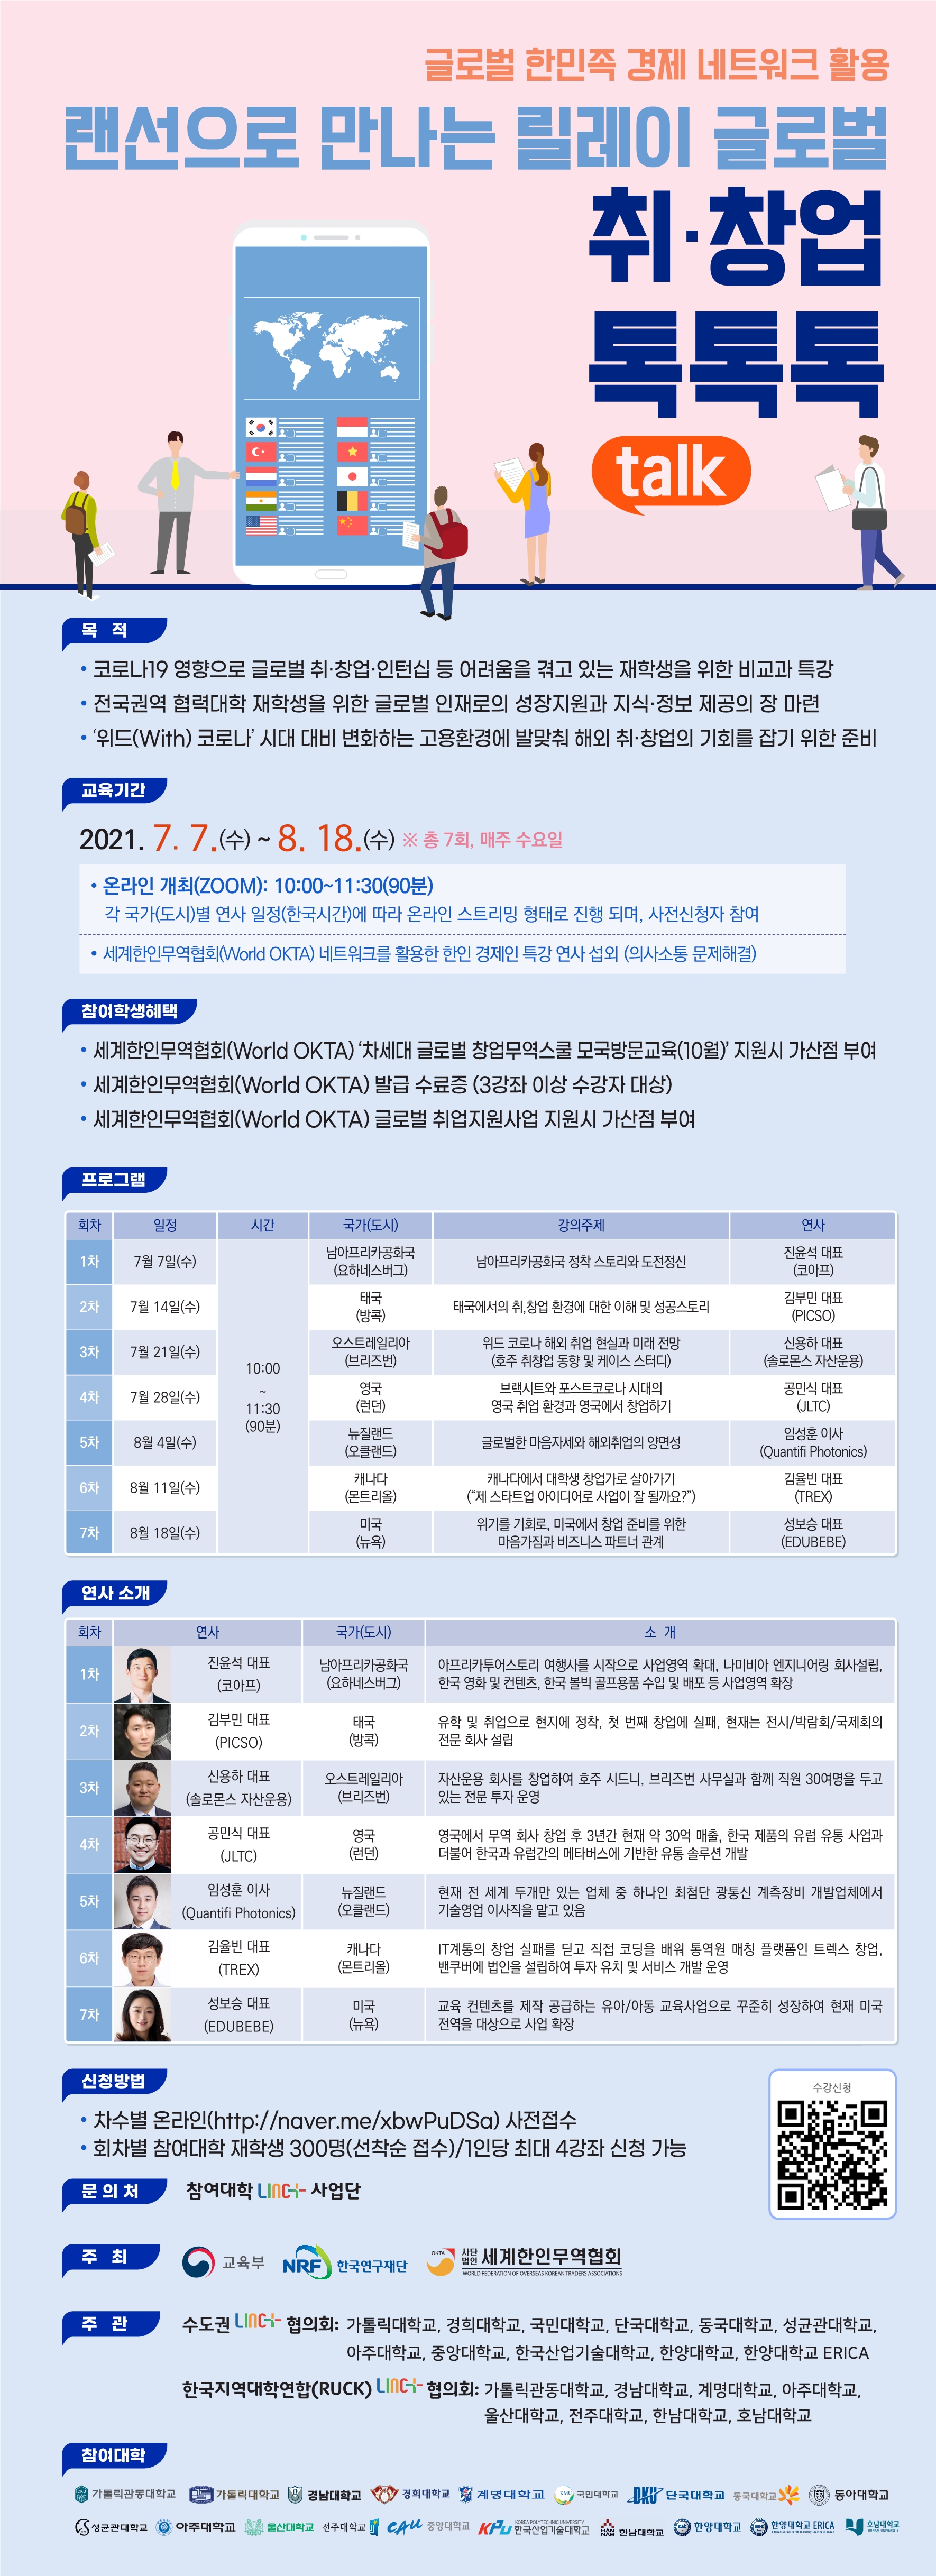 글로벌 한민족 경제 네트워크 활용
랜선으로 만나는 릴레이 글로벌
취·창업
톡톡톡
talk
목 적
• 코로나19 영향으로 글로벌 취·창업·인턴십 등 어려움을 겪고 있는 재학생을 위한 비교과 특강
• 전국권역 협력대학 재학생을 위한 글로벌 인재로의 성장지원과 지식·정보 제공의 장 마련
• ‘위드(With) 코로나’ 시대 대비 변화하는 고용환경에 발맞춰 해외 취·창업의 기회를 잡기 위한 준비
교육기간
2021. 7. 7.(수) ~ 8. 18.(수) ※ 총 7회, 매주 수요일
• 온라인 개최(ZOOM): 10:00~11:30(90분)
각 국가(도시)별 연사 일정(한국시간)에 따라 온라인 스트리밍 형태로 진행 되며, 사전신청자 참여
• 세계한인무역협회(World OKTA) 네트워크를 활용한 한인 경제인 특강 연사 섭외 (의사소통 문제해결)
참여학생혜택
• 세계한인무역협회(World OKTA) ‘차세대 글로벌 창업무역스쿨 모국방문교육(10월)’ 지원시 가산점 부여
• 세계한인무역협회(World OKTA) 발급 수료증 (3강좌 이상 수강자 대상)
• 세계한인무역협회(World OKTA) 글로벌 취업지원사업 지원시 가산점 부여
프로그램
회차 일정 시간 국가(도시) 강의주제 연사
1차 7월 7일(수) 남아프리카공화국 (요하네스버그) 남아프리카공화국 정착 스토리와 도전정신 진윤석 대표 (코아프)
2차 7월 14일(수) 태국 (방콕) 태국에서의 취,창업 환경에 대한 이해 및 성공스토리 김부민 대표 (PICSO)
3차 7월 21일(수) 오스트레일리아 (브리즈번) 위드 코로나 해외 취업 현실과 미래 전망 (호주 취창업 동향 및 케이스 스터디) 신용하 대표 (솔로몬스 자산운용)
10:00
~
11:30
(90분)
4차 7월 28일(수) 영국 (런던) 브랙시트와 포스트코로나 시대의 영국 취업 환경과 영국에서 창업하기 공민식 대표 (JLTC)
5차 8월 4일(수) 뉴질랜드 (오클랜드) 글로벌한 마음자세와 해외취업의 양면성 임성훈 이사 (Quantifi Photonics)
6차 8월 11일(수) 캐나다 (몬트리올) 캐나다에서 대학생 창업가로 살아가기 (“제 스타트업 아이디어로 사업이 잘 될까요?”) 김율빈 대표 (TREX)
7차 8월 18일(수) 미국 (뉴욕) 위기를 기회로, 미국에서 창업 준비를 위한 마음가짐과 비즈니스 파트너 관계 성보승 대표 (EDUBEBE)
연사 소개
회차 연사 국가(도시) 소 개
1차 진윤석 대표 (코아프) 남아프리카공화국 (요하네스버그) 아프리카투어스토리 여행사를 시작으로 사업영역 확대, 나미비아 엔지니어링 회사설립,
한국 영화 및 컨텐츠, 한국 볼빅 골프용품 수입 및 배포 등 사업영역 확장
2차 김부민 대표 (PICSO) 태국 (방콕) 유학 및 취업으로 현지에 정착, 첫 번째 창업에 실패, 현재는 전시/박람회/국제회의
전문 회사 설립
3차 신용하 대표 (솔로몬스 자산운용) 오스트레일리아 (브리즈번) 자산운용 회사를 창업하여 호주 시드니, 브리즈번 사무실과 함께 직원 30여명을 두고
있는 전문 투자 운영
4차 공민식 대표 (JLTC) 영국 (런던) 영국에서 무역 회사 창업 후 3년간 현재 약 30억 매출, 한국 제품의 유럽 유통 사업과
더불어 한국과 유럽간의 메타버스에 기반한 유통 솔루션 개발
5차 임성훈 이사 (Quantifi Photonics) 뉴질랜드 (오클랜드) 현재 전 세계 두개만 있는 업체 중 하나인 최첨단 광통신 계측장비 개발업체에서
기술영업 이사직을 맡고 있음
6차 김율빈 대표 (TREX) 캐나다 (몬트리올) IT계통의 창업 실패를 딛고 직접 코딩을 배워 통역원 매칭 플랫폼인 트렉스 창업,
밴쿠버에 법인을 설립하여 투자 유치 및 서비스 개발 운영
7차 성보승 대표 (EDUBEBE) 미국 (뉴욕) 교육 컨텐츠를 제작 공급하는 유아/아동 교육사업으로 꾸준히 성장하여 현재 미국
전역을 대상으로 사업 확장
신청방법
• 차수별 온라인(http://naver.me/xbwPuDSa) 사전접수
• 회차별 참여대학 재학생 300명(선착순 접수)/1인당 최대 4강좌 신청 가능
수강신청
문 의 처
참여대학 LINC+ 사업단
주 최
교육부 NRF 한국연구재단 OKTA 사단법인 세계한인무역협회
WORLD FEDERATION OF OVERSEAS KOREAN TRADERS ASSOCIATIONS
주 관
수도권 LINC+ 협의회: 가톨릭대학교, 경희대학교, 국민대학교, 단국대학교, 동국대학교, 성균관대학교,
아주대학교, 중앙대학교, 한국산업기술대학교, 한양대학교, 한양대학교 ERICA
한국지역대학연합(RUCK) LINC+ 협의회: 가톨릭관동대학교, 경남대학교, 계명대학교, 아주대학교,
울산대학교, 전주대학교, 한남대학교, 호남대학교
참여대학
가톨릭관동대학교 가톨릭대학교 경남대학교 경희대학교 계명대학교 국민대학교 DKU 단국대학교 동국대학교 동아대학교
성균관대학교 아주대학교 울산대학교 전주대학교 CAU 중앙대학교 KPU KOREA POLYTECHNIC UNIVERSITY 한국산업기술대학교 한남대학교 한양대학교 한양대학교 ERICA 호남대학교